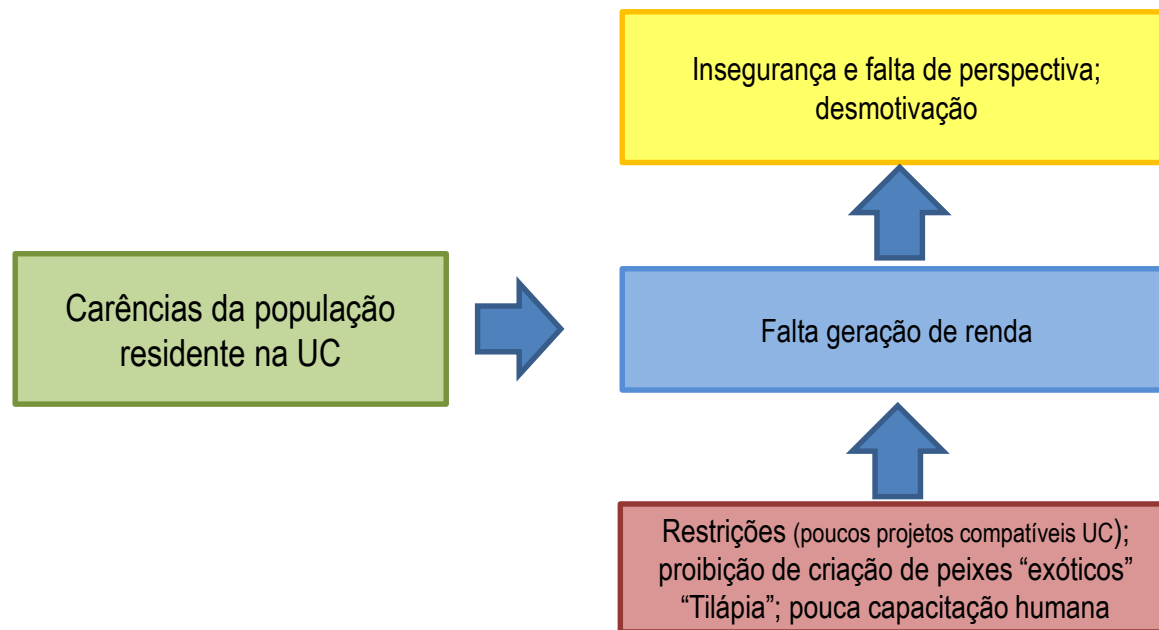 Insegurança e falta de perspectiva;
desmotivação
Carências da população
residente na UC
Falta geração de renda
Restrições (poucos projetos compatíveis UC);
proibição de criação de peixes “exóticos”
“Tilápia”; pouca capacitação humana